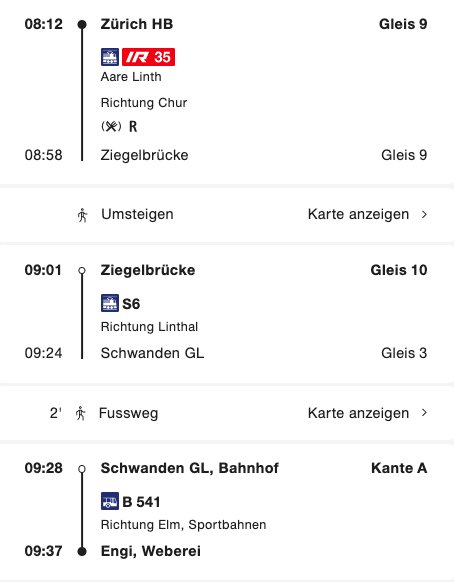 08:12 Zürich HB Gleis 9
IR 35
Aare Linth
Richtung Chur
R
08:58 Ziegelbrücke Gleis 9
Umsteigen Karte anzeigen
09:01 Ziegelbrücke Gleis 10
S6
Richtung Linthal
09:24 Schwanden GL Gleis 3
2' Fussweg Karte anzeigen
09:28 Schwanden GL, Bahnhof Kante A
B 541
Richtung Elm, Sportbahnen
09:37 Engi, Weberei